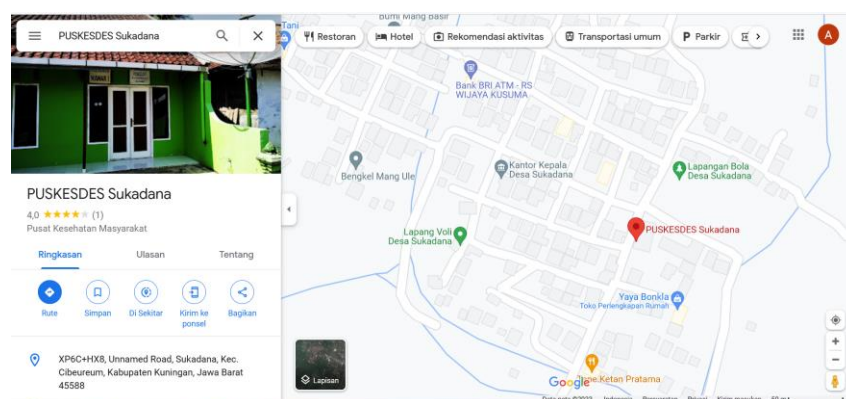 PUSKESDES Sukadana
PUSKESDES Sukadana
4,0 ★★★★★ (1)
Pusat Kesehatan Masyarakat
Ringkasan Ulasan Tentang
Rute Simpan Di Sekitar Kirim ke ponsel Bagikan
XP6C+HX8, Unnamed Road, Sukadana, Kec.
Cibeureum, Kabupaten Kuningan, Jawa Barat
45588
Restoran Hotel Rekomendasi aktivitas Transportasi umum P Parkir
A
Tani
Bumi Mang Basir
Bank BRI ATM - RS
WIJAYA KUSUMA
Bengkel Mang Ule
Kantor Kepala
Desa Sukadana
Lapangan Bola
Desa Sukadana
Lapang Voli
Desa Sukadana
PUSKESDES Sukadana
Yaya Bonkla
Toko Perlengkapan Rumah
Ketan Pratama
Lapisan
Google